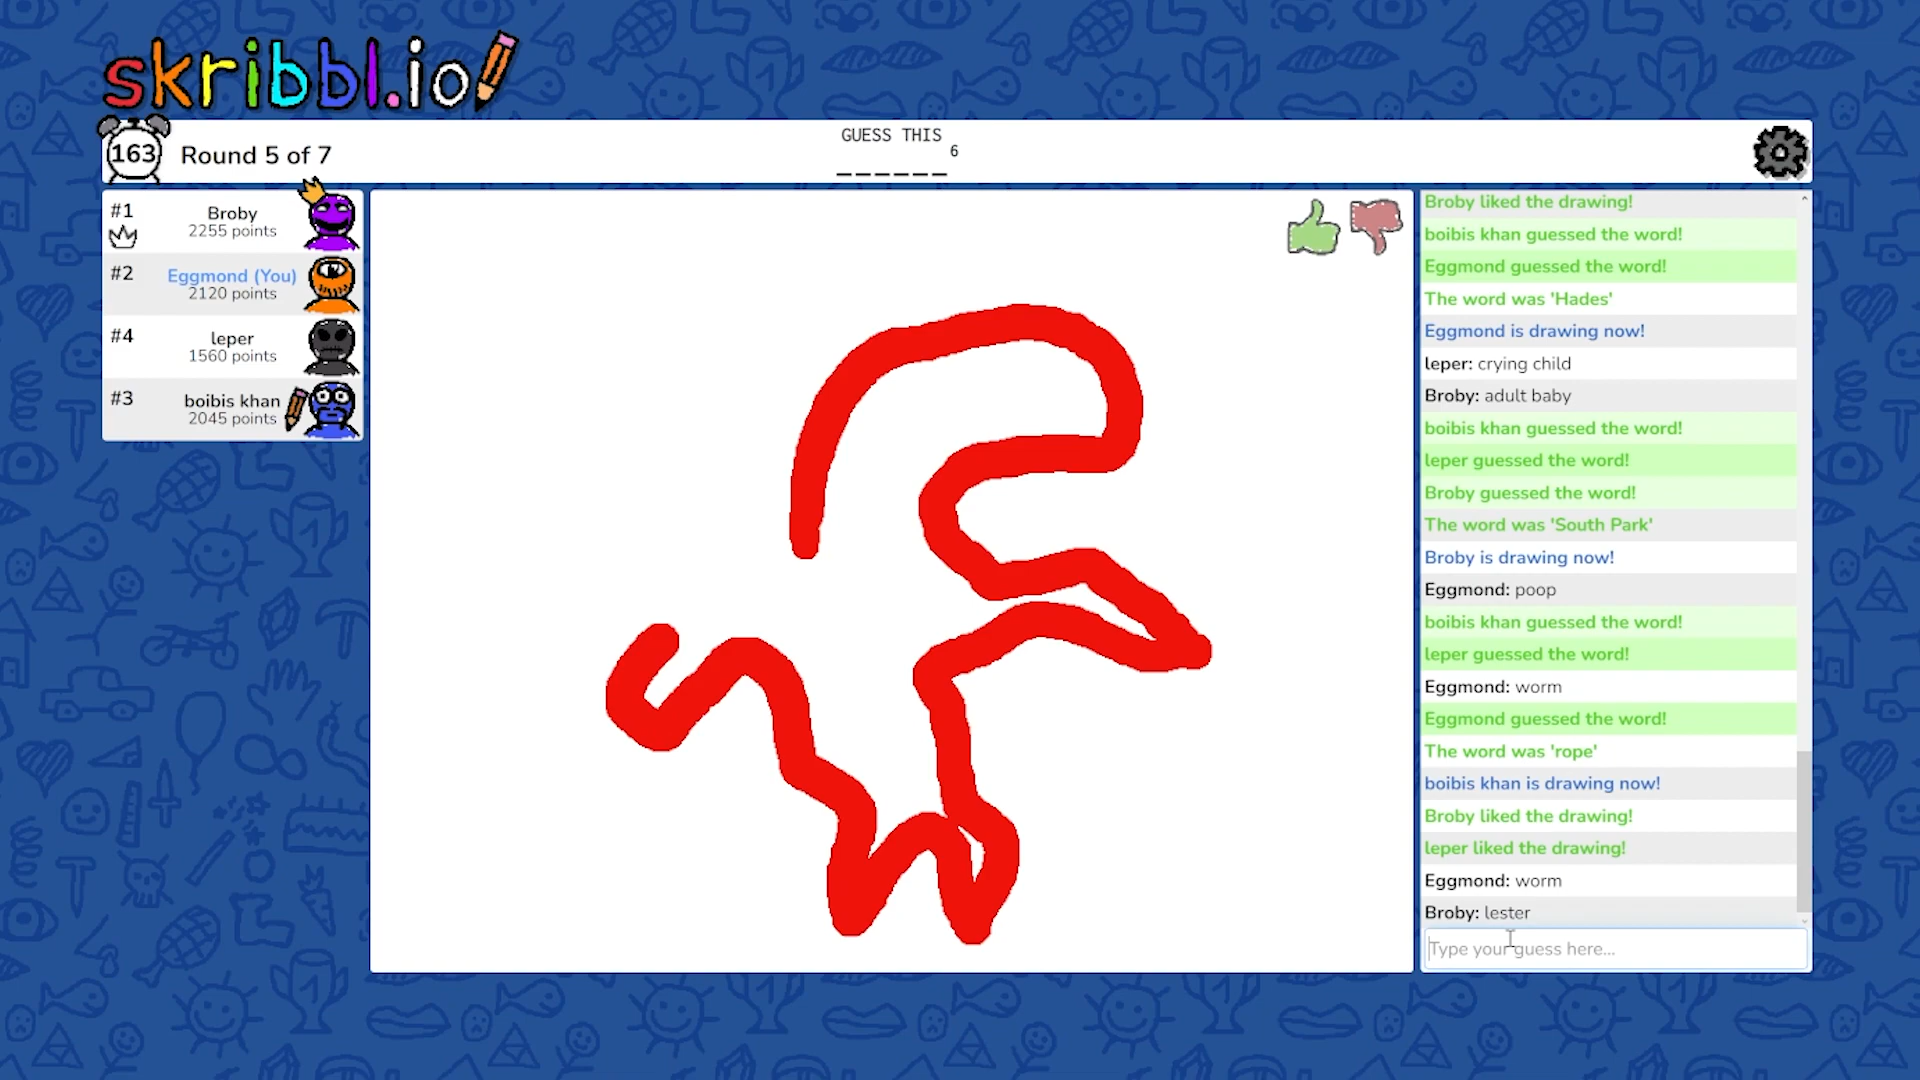 skribbl.io
163
Round 5 of 7
GUESS THIS
6
______
#1
Broby
2255 points
#2
Eggmond (You)
2120 points
#4
leper
1560 points
#3
boibis khan
2045 points
Broby liked the drawing!
boibis khan guessed the word!
Eggmond guessed the word!
The word was 'Hades'
Eggmond is drawing now!
leper: crying child
Broby: adult baby
boibis khan guessed the word!
leper guessed the word!
Broby guessed the word!
The word was 'South Park'
Broby is drawing now!
Eggmond: poop
boibis khan guessed the word!
leper guessed the word!
Eggmond: worm
Eggmond guessed the word!
The word was 'rope'
boibis khan is drawing now!
Broby liked the drawing!
leper liked the drawing!
Eggmond: worm
Broby: lester
Type your guess here...